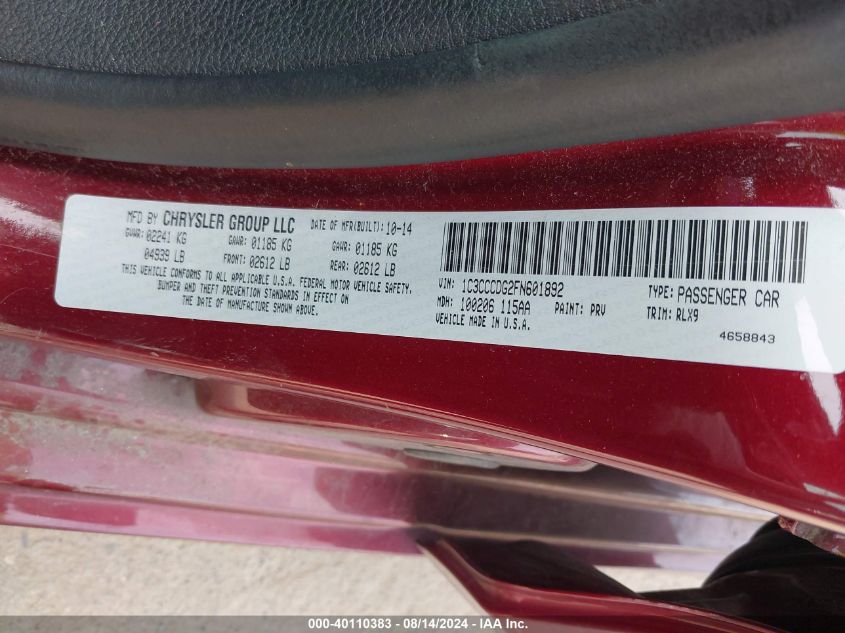 MFD BY CHRYSLER GROUP LLC DATE OF MFR(BUILT): 10-14
GVWR: 02241 KG GAWR: 01185 KG GAWR: 01185 KG
04939 LB FRONT: 02612 LB REAR: 02612 LB
THIS VEHICLE CONFORMS TO ALL APPLICABLE U.S.A. FEDERAL MOTOR VEHICLE SAFETY,
BUMPER AND THEFT PREVENTION STANDARDS IN EFFECT ON
THE DATE OF MANUFACTURE SHOWN ABOVE.
VIN: 1C3CCCDG2FN601892 TYPE: PASSENGER CAR
MDH: 100206 115AA PAINT: PRV TRIM: RLX9
VEHICLE MADE IN U.S.A.
4658843
000-40110383 - 08/14/2024 - IAA Inc.